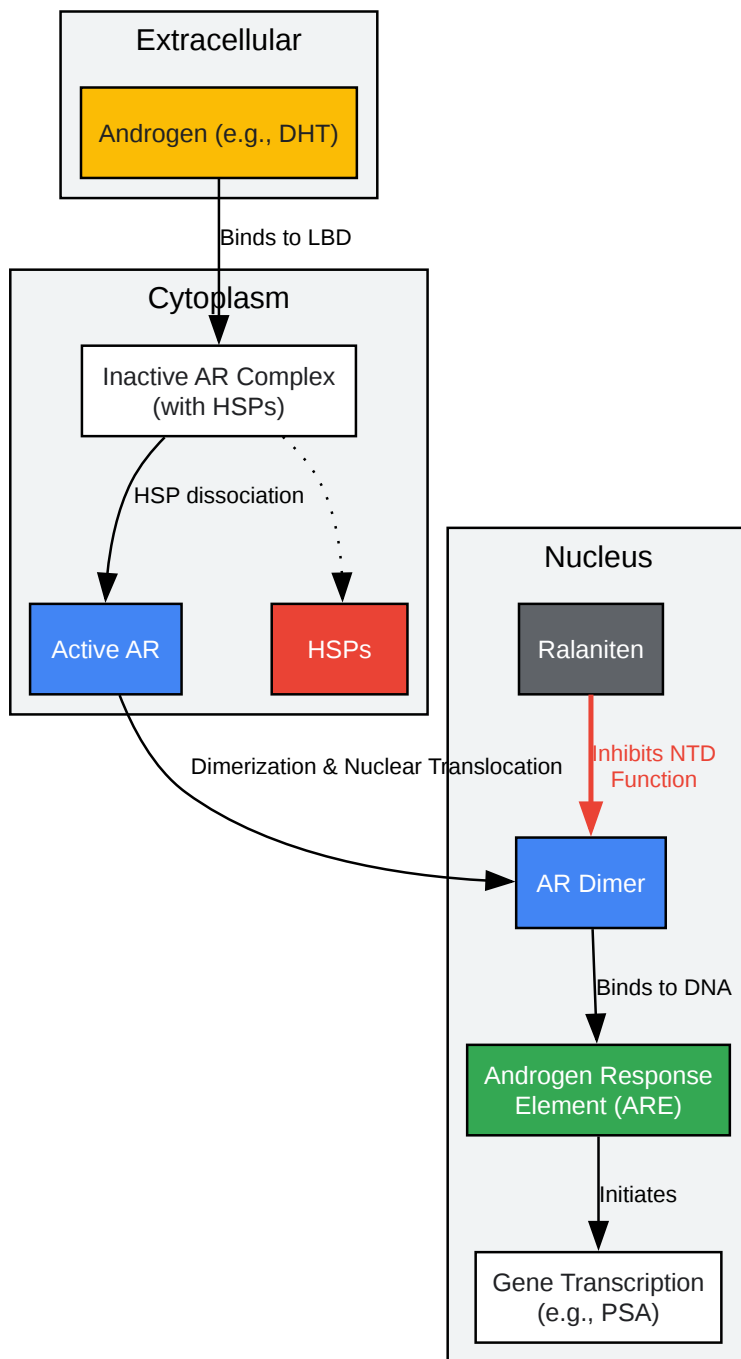 Extracellular
Androgen (e.g., DHT)
Binds to LBD
Cytoplasm
Inactive AR Complex
(with HSPs)
HSP dissociation
Active AR
HSPs
Nucleus
Ralaniten
Dimerization & Nuclear Translocation
Inhibits NTD
Function
AR Dimer
Binds to DNA
Androgen Response
Element (ARE)
Initiates
Gene Transcription
(e.g., PSA)